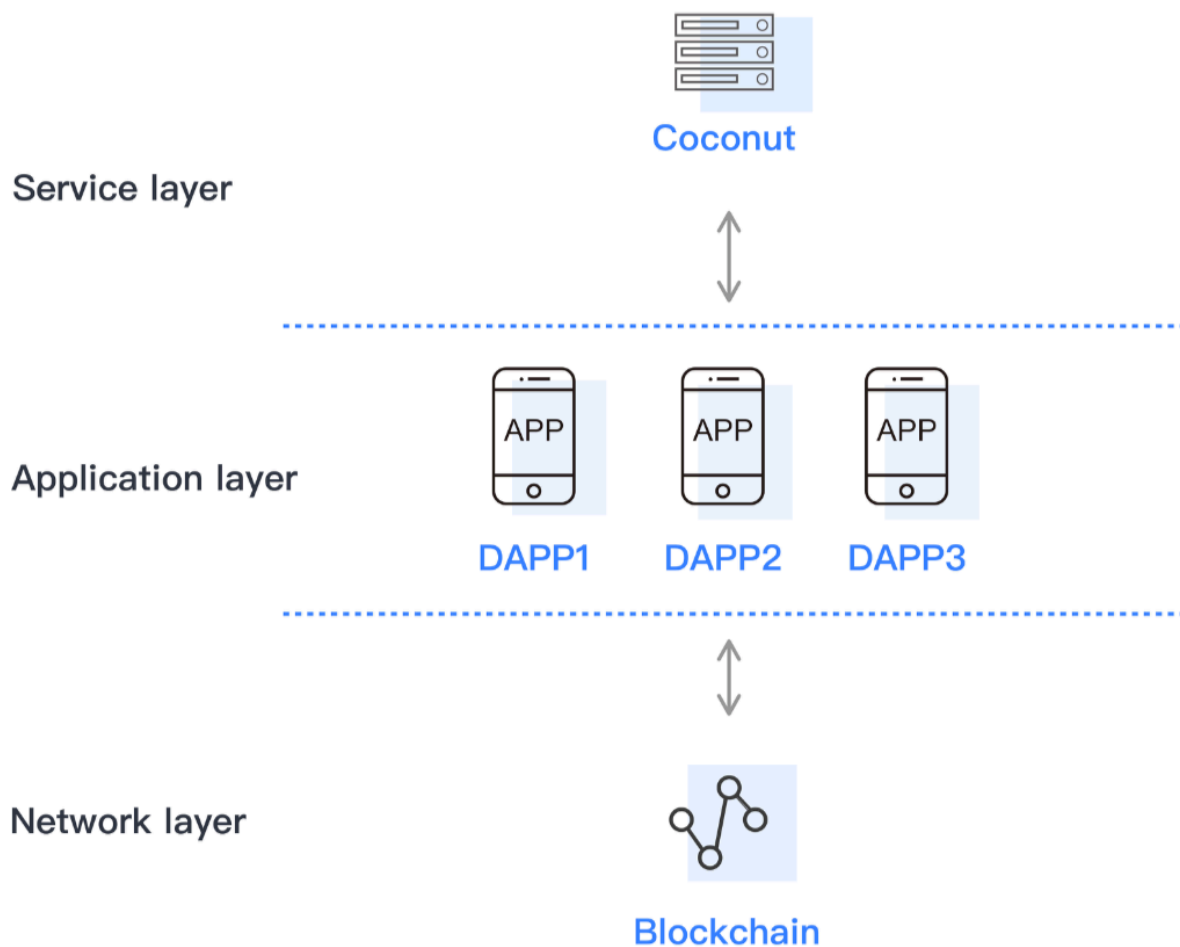 Coconut
Service layer
APP APP APP
Application layer
DAPP1 DAPP2 DAPP3
Network layer
Blockchain